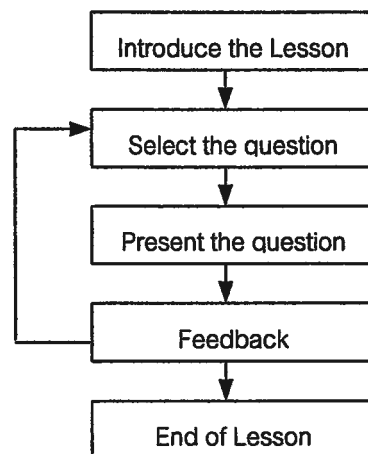 Introduce the Lesson
Select the question
Present the question
Feedback
End of Lesson